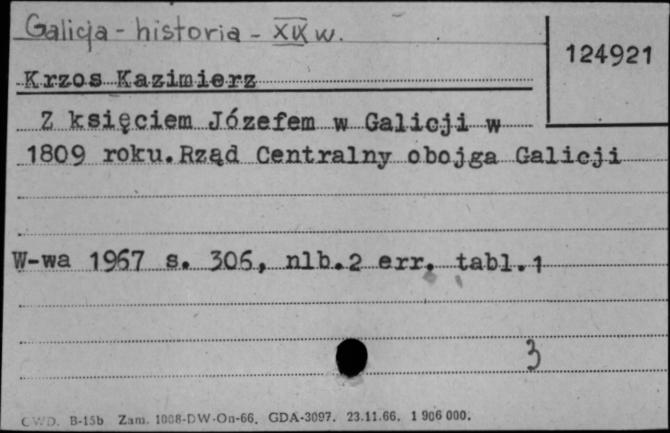 Galicja - historia - XIX w.
124921
Krzos Kazimierz
Z księciem Józefem w Galicji w
1809 roku. Rząd Centralny obojga Galicji
W-wa 1967 s. 306, nlb.2 err. tabl.1
3
CWD. B-15b Zam. 1008-DW-On-66. GDA-3097. 23.11.66. 1 906 000.